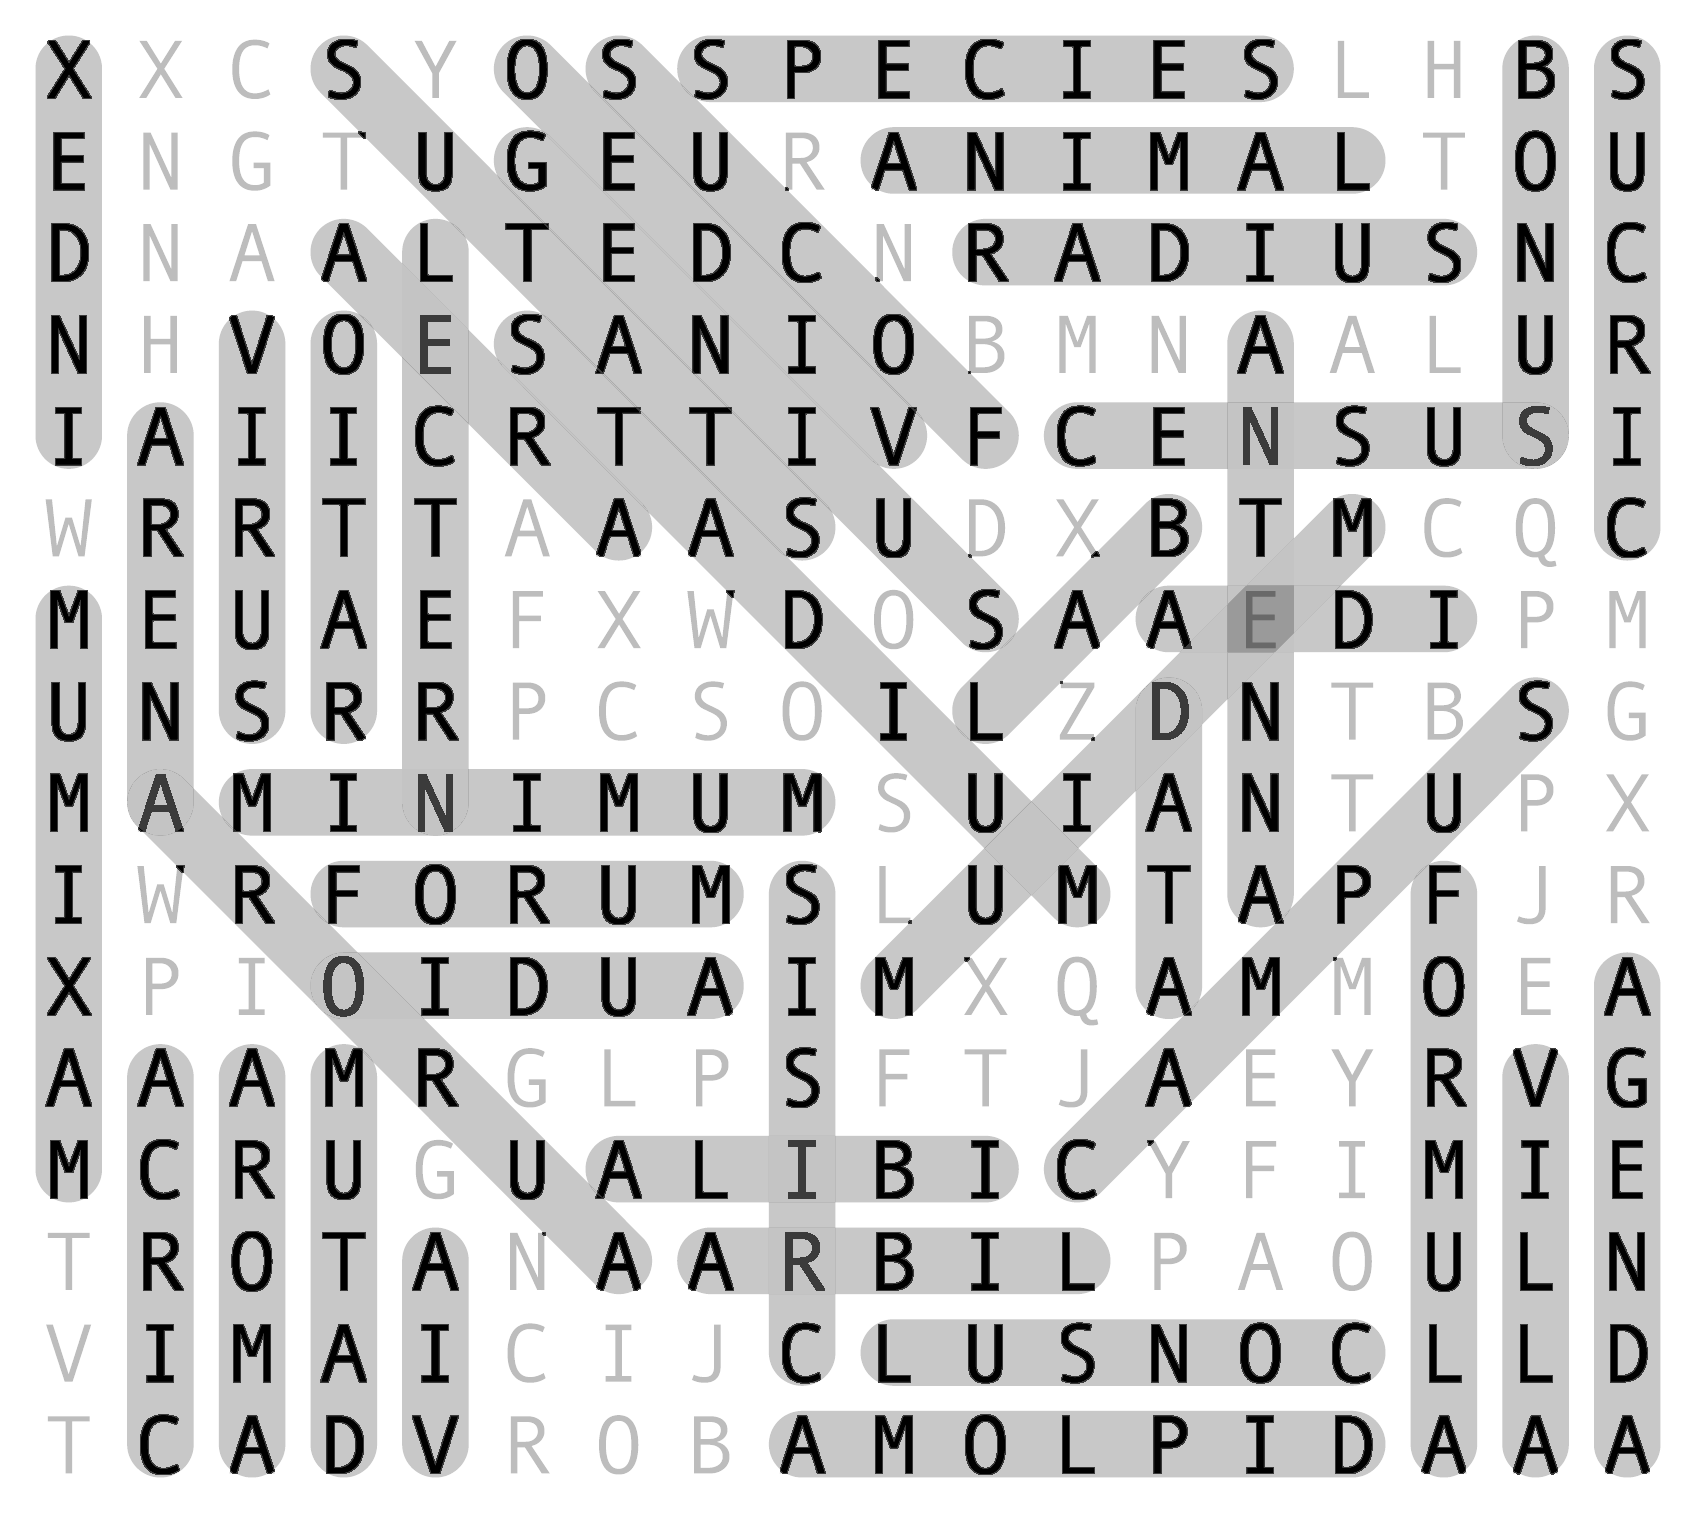 X X C S Y O S S P E C I E S L H B S
E N G T U G E U R A N I M A L T O U
D N A A L T E D C N R A D I U S N C
N H V O E S A N I O B M N A A L U R
I A I I C R T T I V F C E N S U S I
W R R T T A A A S U D X B T M C Q C
M E U A E F X W D O S A A E D I P M
U N S R R P C S O I L Z D N T B S G
M A M I N I M U M S U I A N T U P X
I W R F O R U M S L U M T A P F J R
X P I O I D U A I M X Q A M M O E A
A A A M R G L P S F T J A E Y R V G
M C R U G U A L I B I C Y F I M I E
T R O T A N A A R B I L P A O U L N
V I M A I C I J C L U S N O C L L D
T C A D V R O B A M O L P I D A A A